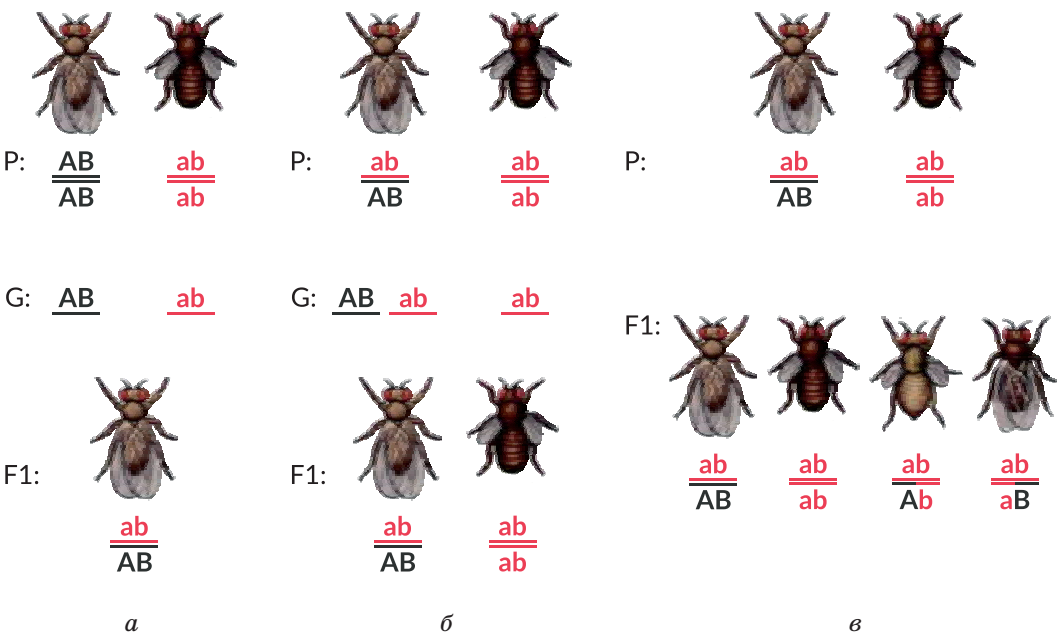 P: AB ab P: ab ab P: ab ab
AB ab AB ab AB ab
G: AB ab G: AB ab ab
F1:
F1: F1:
ab ab ab ab
AB ab Ab aB
ab ab ab
AB AB ab
а б в